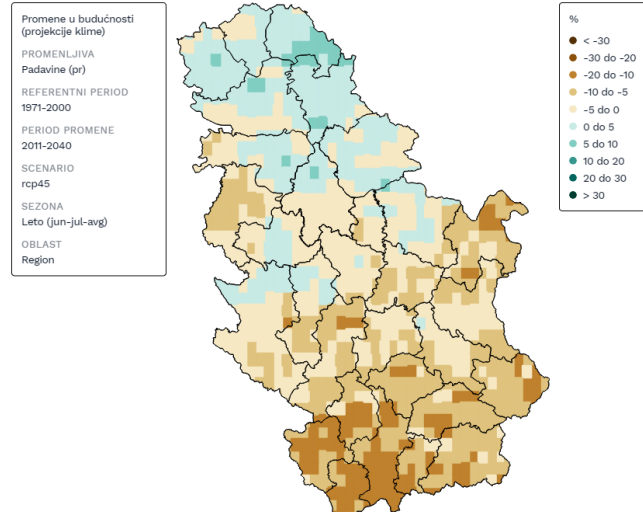 Promene u budućnosti
(projekcije klime)
PROMENLJIVA
Padavine (pr)
REFERENTNI PERIOD
1971-2000
PERIOD PROMENE
2011-2040
SCENARIO
rcp45
SEZONA
Leto (jun-jul-avg)
OBLAST
Region
%
< -30
-30 do -20
-20 do -10
-10 do -5
-5 do 0
0 do 5
5 do 10
10 do 20
20 do 30
> 30